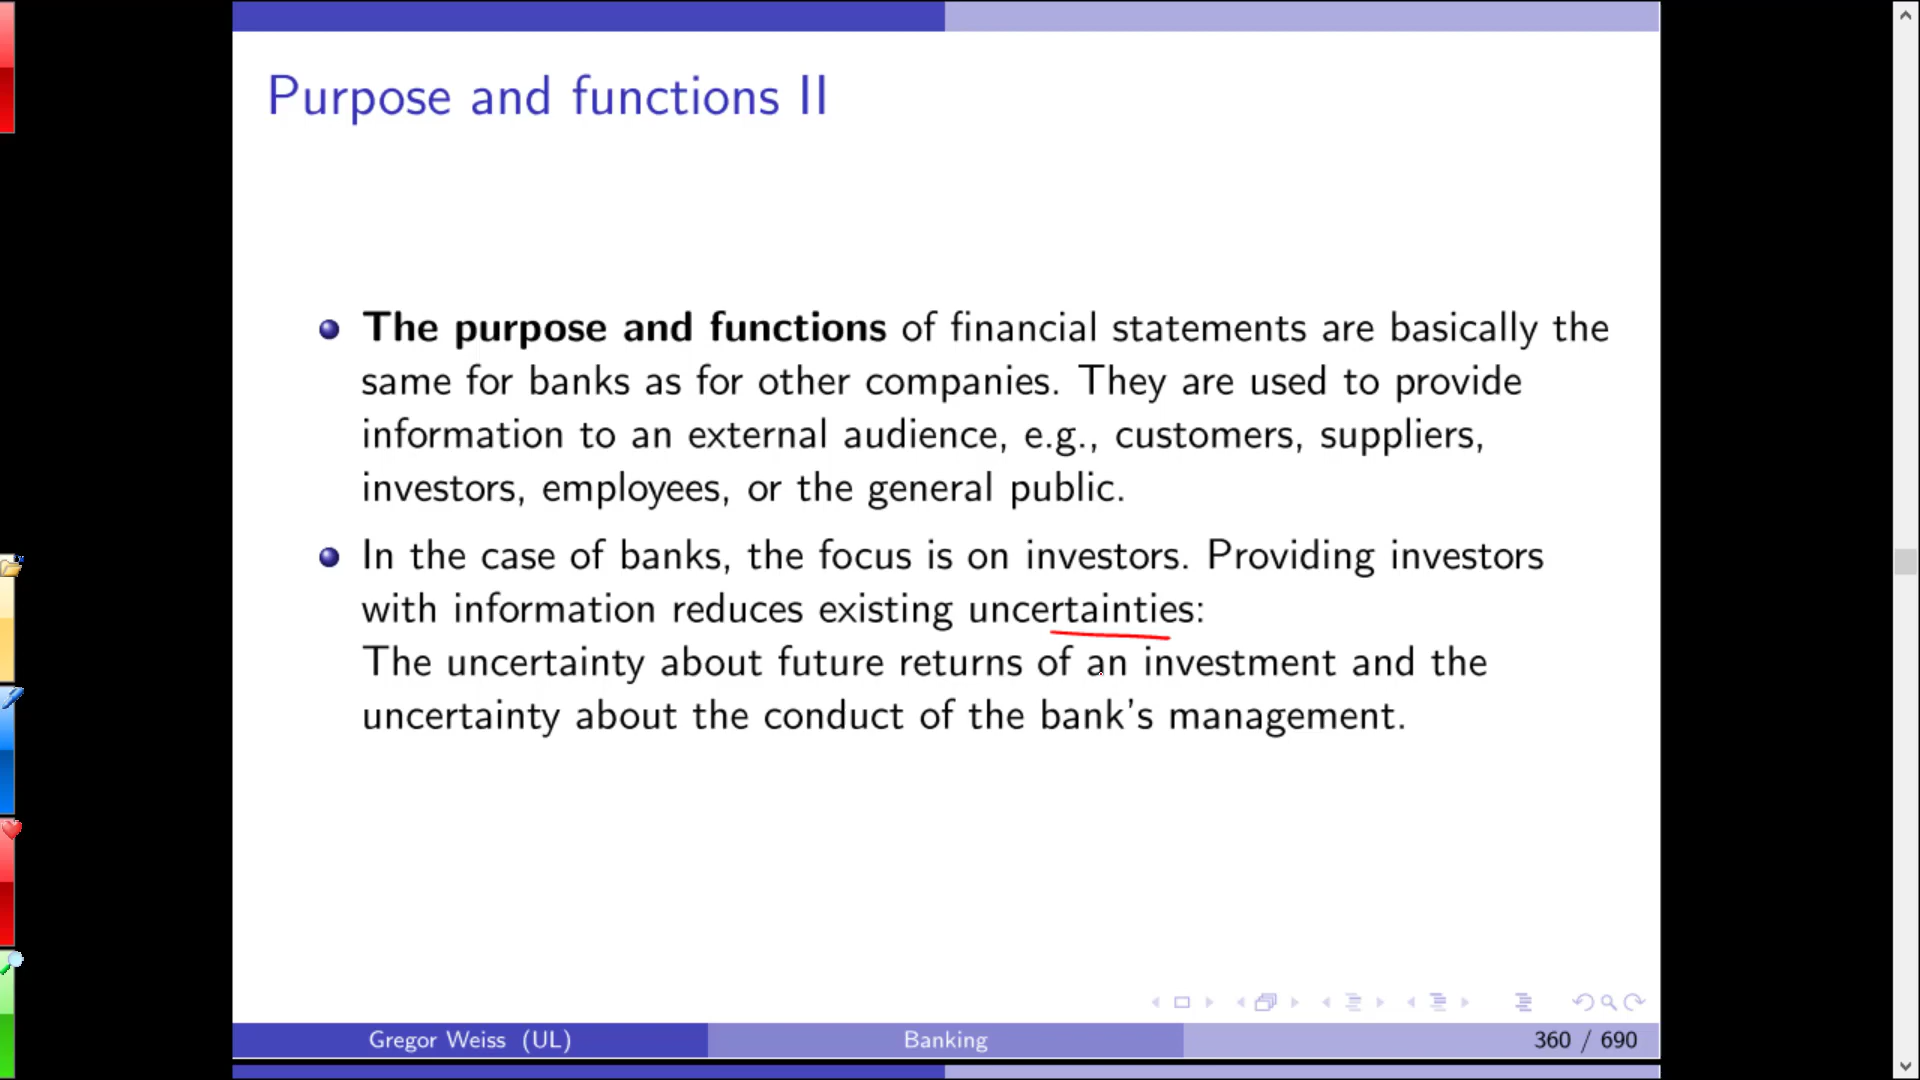 Purpose and functions II
The purpose and functions of financial statements are basically the
same for banks as for other companies. They are used to provide
information to an external audience, e.g., customers, suppliers,
investors, employees, or the general public.
In the case of banks, the focus is on investors. Providing investors
with information reduces existing uncertainties:
The uncertainty about future returns of an investment and the
uncertainty about the conduct of the bank's management.
Gregor Weiss (UL) Banking 360 / 690